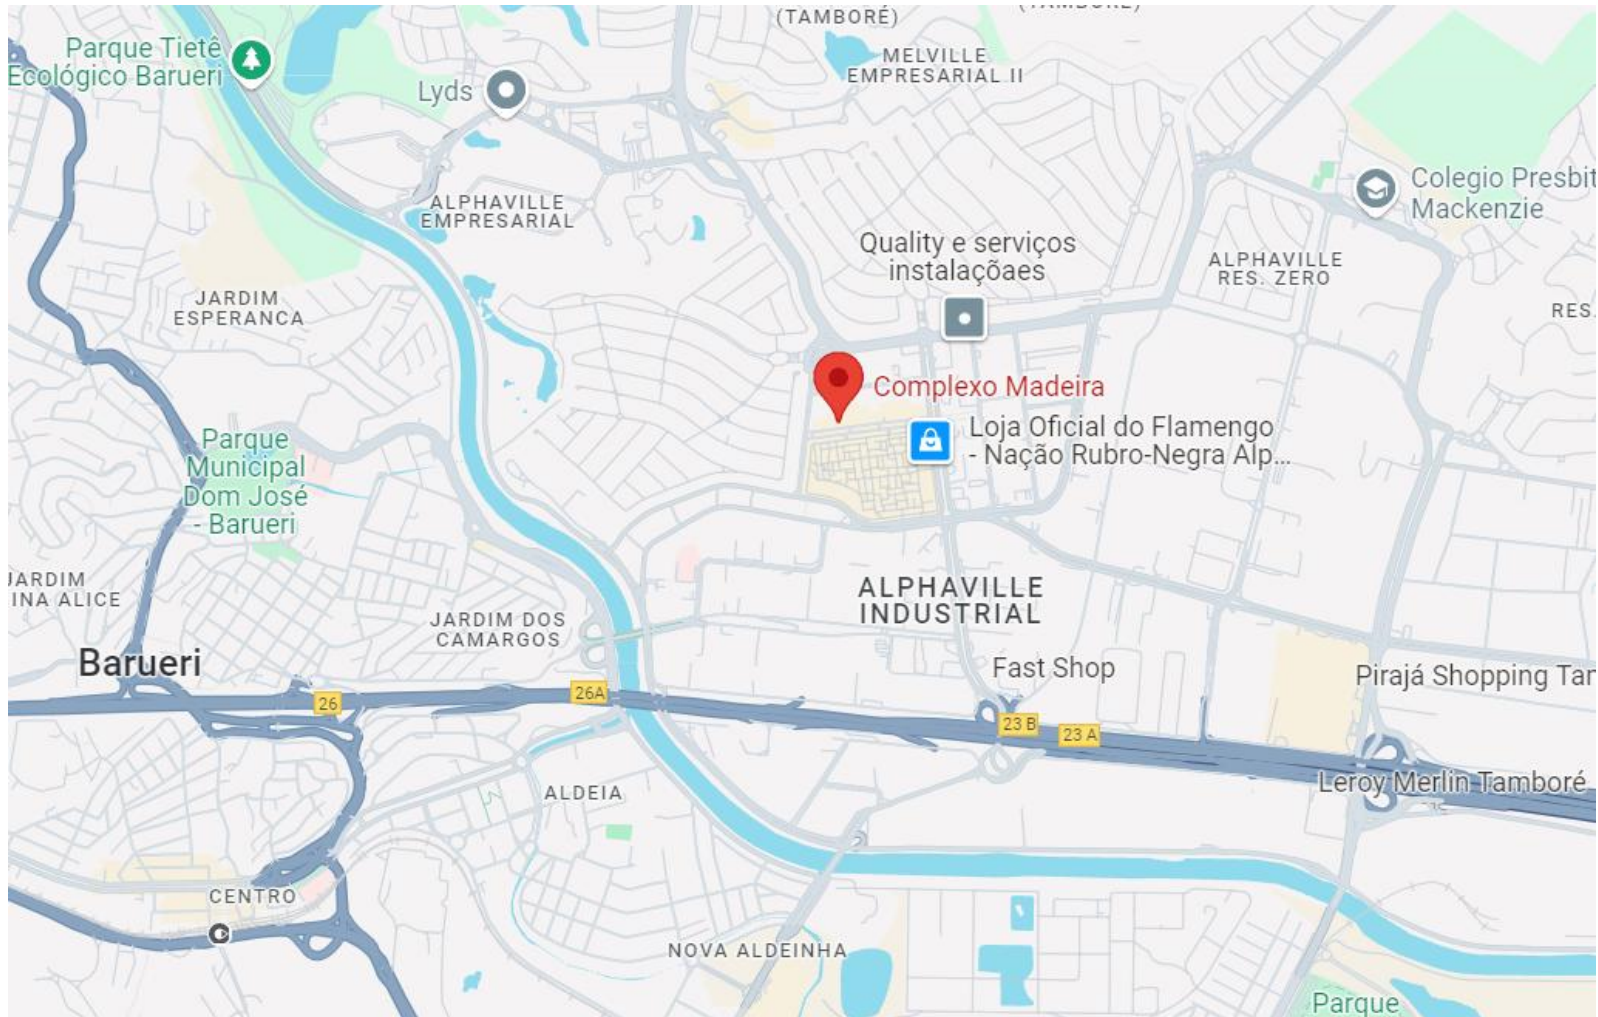 (TAMBORÉ)
Parque Tietê
Ecológico Barueri
MELVILLE
EMPRESARIAL II
Lyds
ALPHAVILLE
EMPRESARIAL
Colegio Presbit
Mackenzie
Quality e serviços
instalaçõaes
ALPHAVILLE
RES. ZERO
JARDIM
ESPERANCA
RES.
Complexo Madeira
Loja Oficial do Flamengo
- Nação Rubro-Negra Alp...
Parque
Municipal
Dom José
- Barueri
JARDIM
INA ALICE
ALPHAVILLE
INDUSTRIAL
JARDIM DOS
CAMARGOS
Barueri
Fast Shop
Pirajá Shopping Tam
26
26A
23 B
23 A
Leroy Merlin Tamboré
ALDEIA
CENTRO
NOVA ALDEINHA
Parque